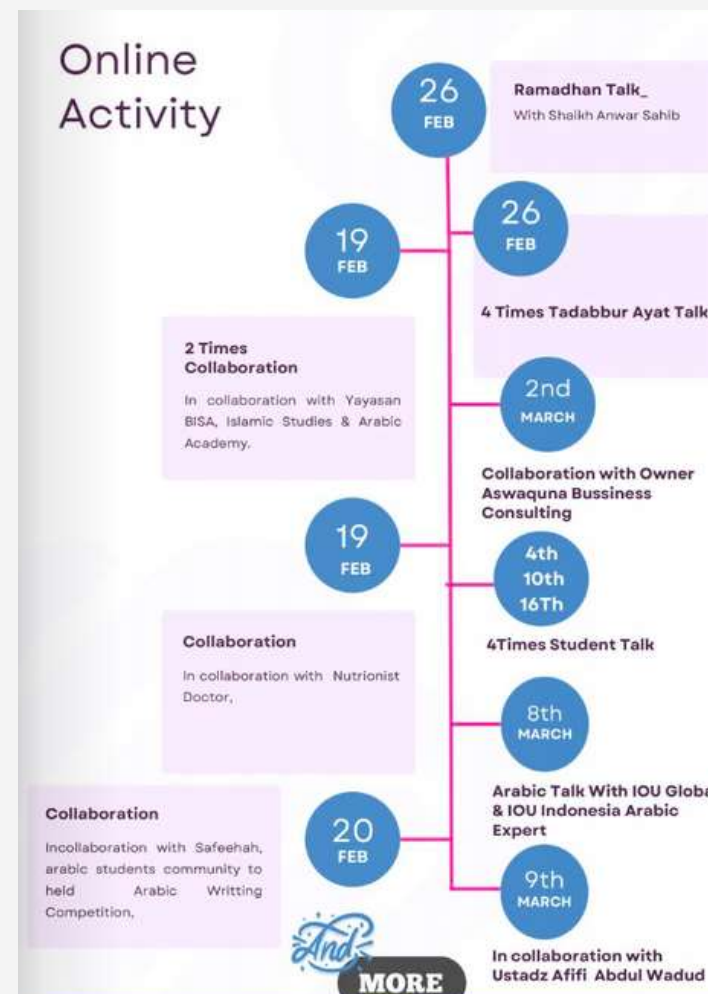 Online
Activity
26
FEB
Ramadhan Talk_
With Shaikh Anwar Sahib
26
FEB
4 Times Tadabbur Ayat Talk
19
FEB
2 Times
Collaboration
In collaboration with Yayasan
BISA, Islamic Studies & Arabic
Academy.
2nd
MARCH
Collaboration with Owner
Aswaquna Bussiness
Consulting
19
FEB
Collaboration
In collaboration with Nutrionist
Doctor,
4th
10th
16Th
4Times Student Talk
8th
MARCH
Arabic Talk With IOU Globa
& IOU Indonesia Arabic
Expert
Collaboration
Incollaboration with Safeehah,
arabic students community to
held Arabic Writting
Competition,
20
FEB
9th
MARCH
In collaboration with
Ustadz Afifi Abdul Wadud
And
MORE